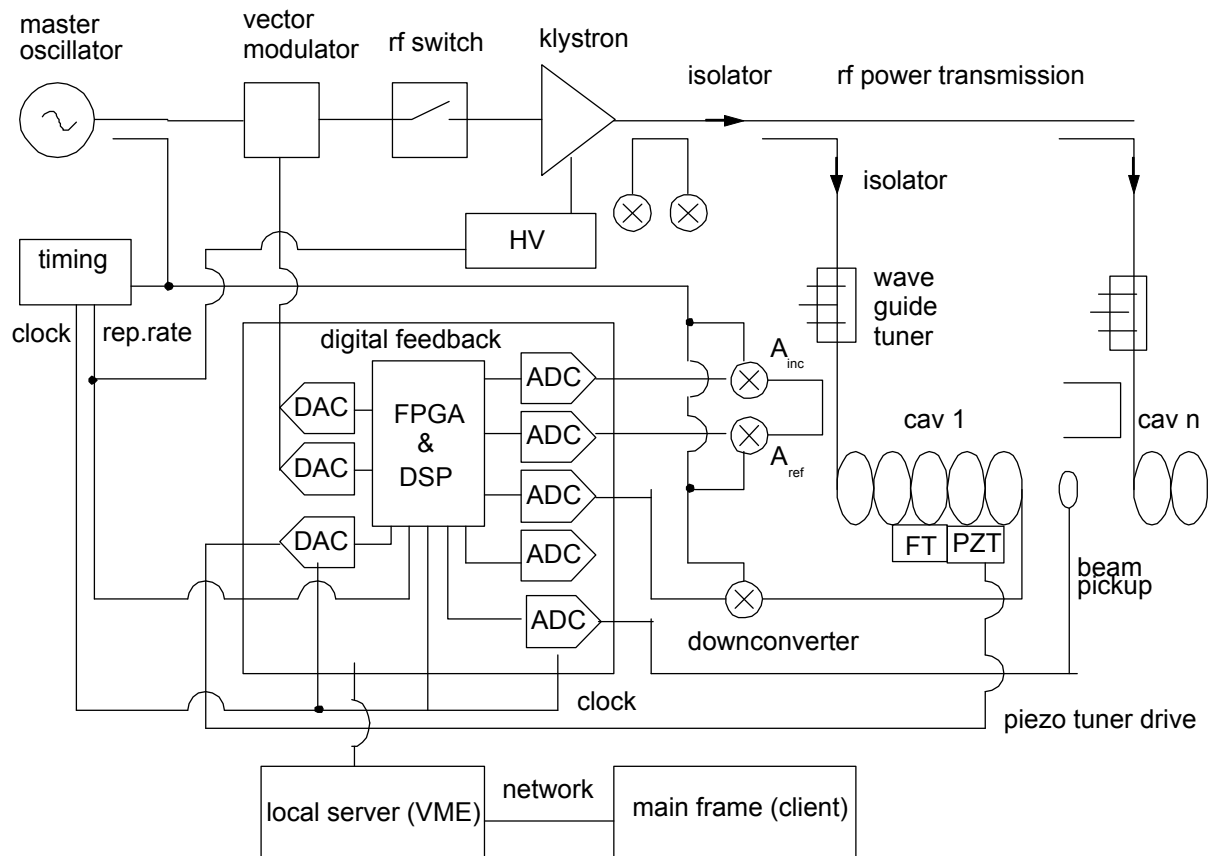 master
oscillator
vector
modulator
rf switch
klystron
isolator
rf power transmission
isolator
HV
timing
wave
guide
tuner
clock
rep.rate
digital feedback
A inc
ADC
DAC
FPGA
&
DSP
ADC
cav 1
cav n
DAC
A ref
ADC
DAC
ADC
FT
PZT
beam
pickup
ADC
downconverter
clock
piezo tuner drive
local server (VME)
network
main frame (client)